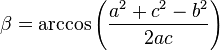 β = arccos( (a² + c² − b²) / 2ac )